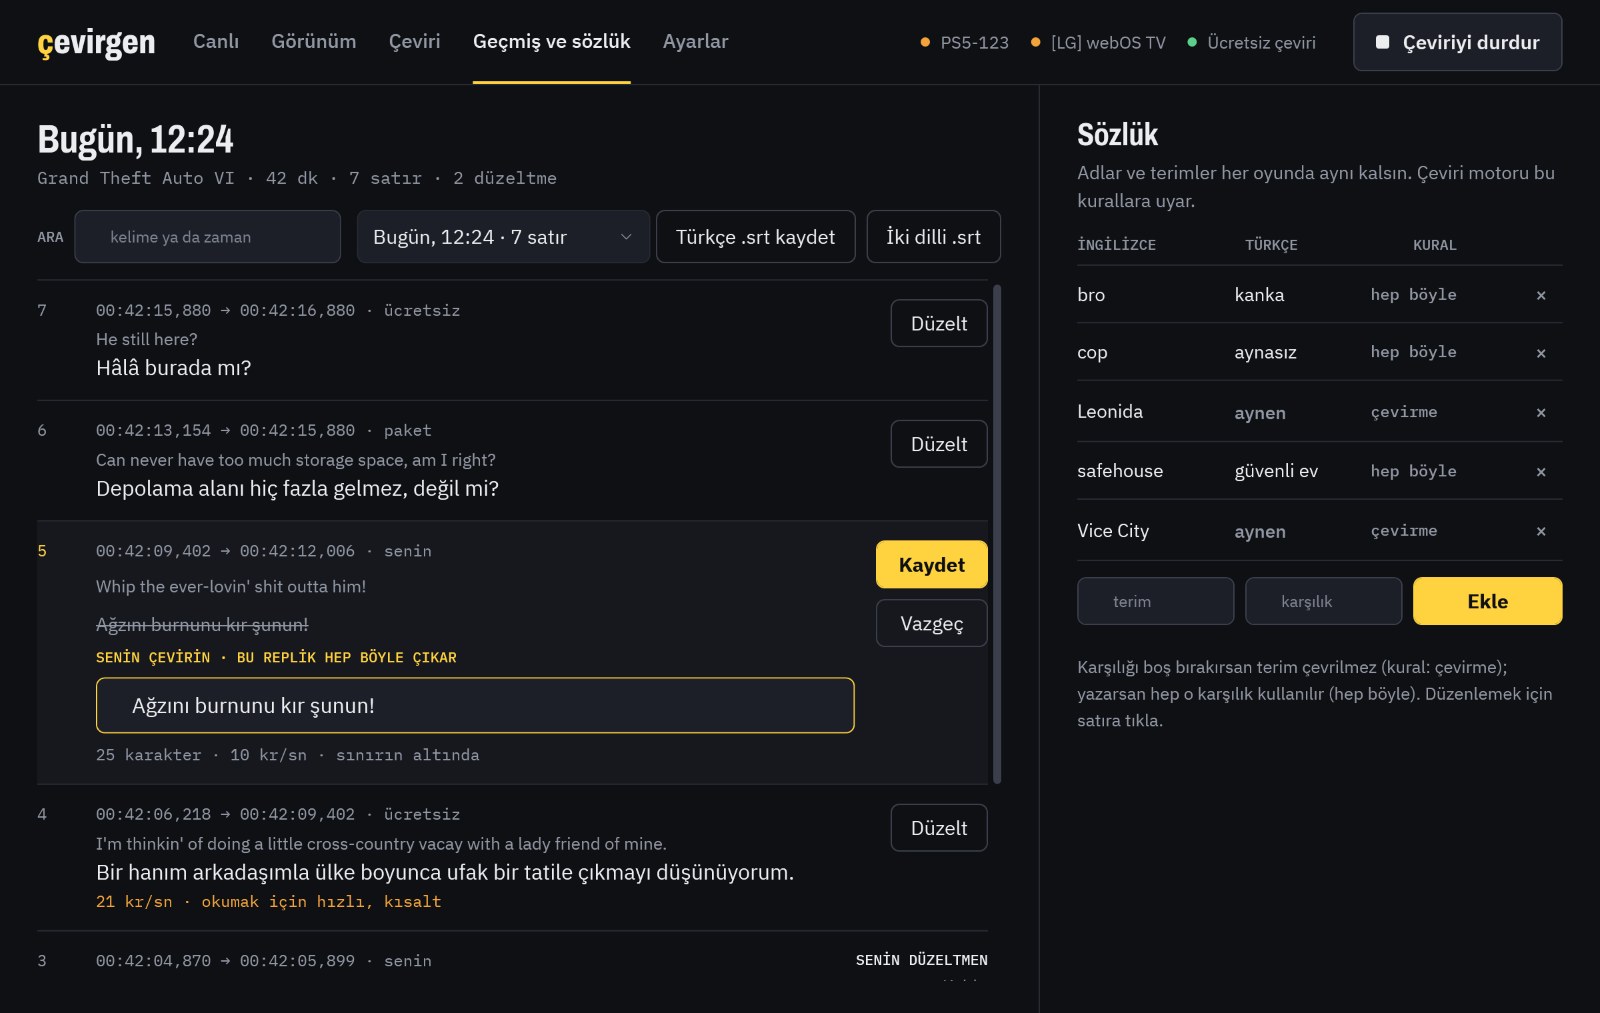 çevirgen
Canlı
Görünüm
Çeviri
Geçmiş ve sözlük
Ayarlar
PS5-123
[LG] webOS TV
Ücretsiz çeviri
Çeviriyi durdur
Bugün, 12:24
Grand Theft Auto VI · 42 dk · 7 satır · 2 düzeltme
ARA
kelime ya da zaman
Bugün, 12:24 · 7 satır
Türkçe .srt kaydet
İki dilli .srt
7
00:42:15,880 → 00:42:16,880 · ücretsiz
He still here?
Hâlâ burada mı?
Düzelt
6
00:42:13,154 → 00:42:15,880 · paket
Can never have too much storage space, am I right?
Depolama alanı hiç fazla gelmez, değil mi?
Düzelt
5
00:42:09,402 → 00:42:12,006 · senin
Whip the ever-lovin' shit outta him!
Ağzını burnunu kır şunun!
SENİN ÇEVİRİN · BU REPLİK HEP BÖYLE ÇIKAR
Ağzını burnunu kır şunun!
25 karakter · 10 kr/sn · sınırın altında
Kaydet
Vazgeç
4
00:42:06,218 → 00:42:09,402 · ücretsiz
I'm thinkin' of doing a little cross-country vacay with a lady friend of mine.
Bir hanım arkadaşımla ülke boyunca ufak bir tatile çıkmayı düşünüyorum.
21 kr/sn · okumak için hızlı, kısalt
Düzelt
3
00:42:04,870 → 00:42:05,899 · senin
SENİN DÜZELTMEN
Sözlük
Adlar ve terimler her oyunda aynı kalsın. Çeviri motoru bu
kurallara uyar.
İNGİLİZCE TÜRKÇE KURAL
bro kanka hep böyle ×
cop aynasız hep böyle ×
Leonida aynen çevirme ×
safehouse güvenli ev hep böyle ×
Vice City aynen çevirme ×
terim karşılık Ekle
Karşılığı boş bırakırsan terim çevrilmez (kural: çevirme);
yazarsan hep o karşılık kullanılır (hep böyle). Düzenlemek için
satıra tıkla.